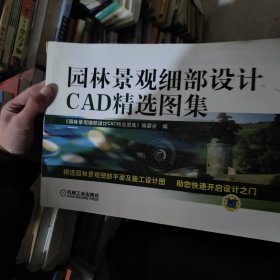 园林景观细部设计
CAD精选图集
《园林景观细部设计CAD精选图集》编委会 编
精选园林景观细部平面及施工设计图 助您快速开启设计之门
机械工业出版社